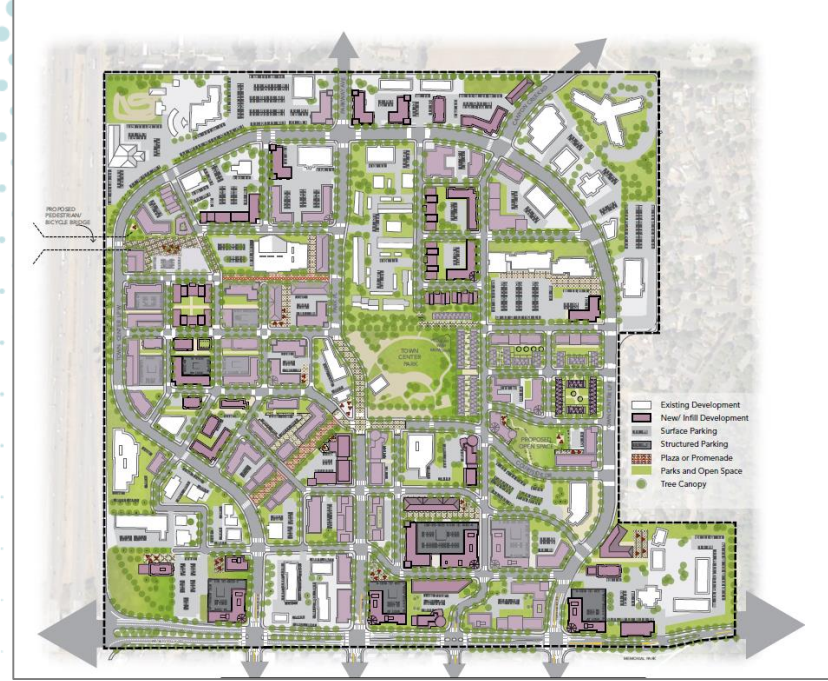 PROPOSED
PEDESTRIAN/
BICYCLE BRIDGE
TOWN
CENTER
PARK
PROPOSED
OPEN SPACE
Existing Development
New/ Infill Development
Surface Parking
Structured Parking
Plaza or Promenade
Parks and Open Space
Tree Canopy